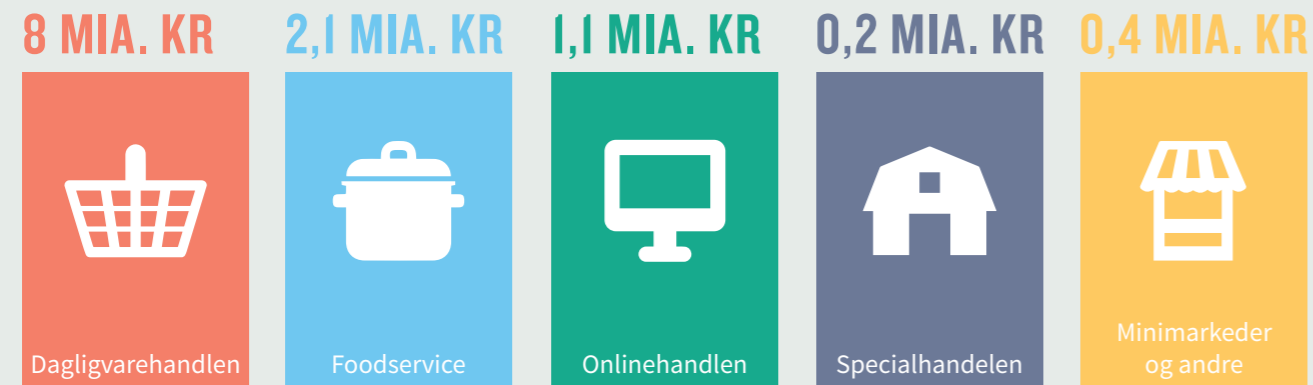 8 MIA. KR
Dagligvarehandlen
2,1 MIA. KR
Foodservice
1,1 MIA. KR
Onlinehandlen
0,2 MIA. KR
Specialhandelen
0,4 MIA. KR
Minimarkeder
og andre